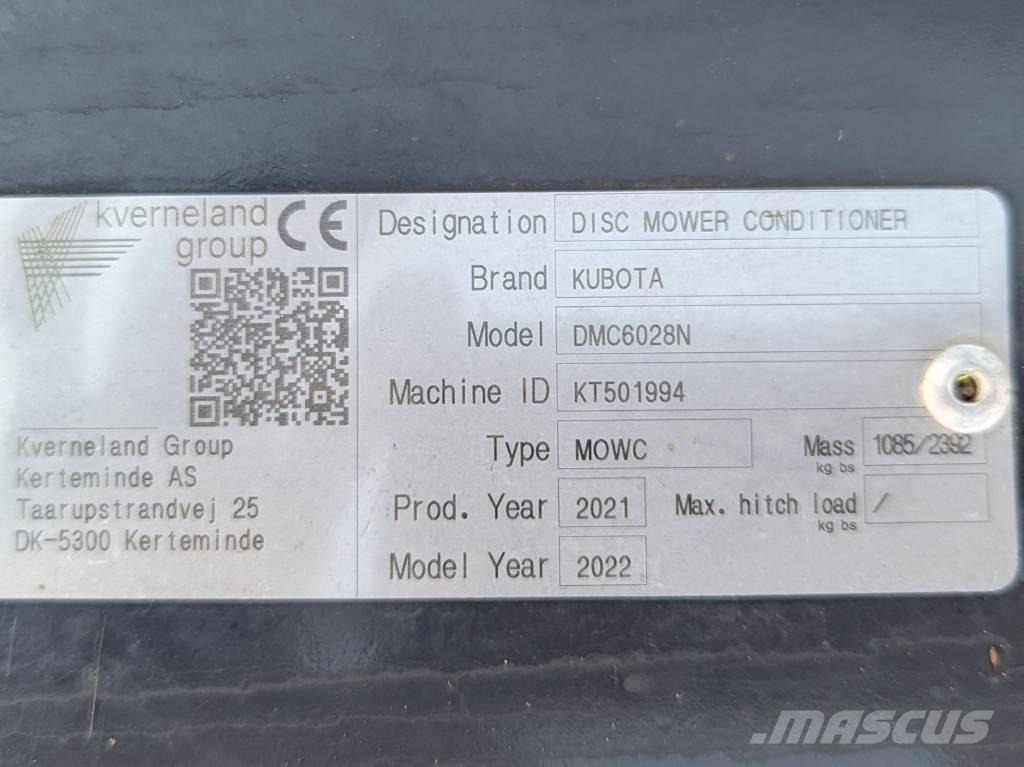 kverneland
group
CE
Kverneland Group
Kerteminde AS
Taarupstrandvej 25
DK-5300 Kerteminde
Designation DISC MOWER CONDITIONER
Brand KUBOTA
Model DMC6028N
Machine ID KT501994
Type MOWC Mass kg bs 1085/2392
Prod. Year 2021 Max. hitch load kg bs /
Model Year 2022
MASCUS